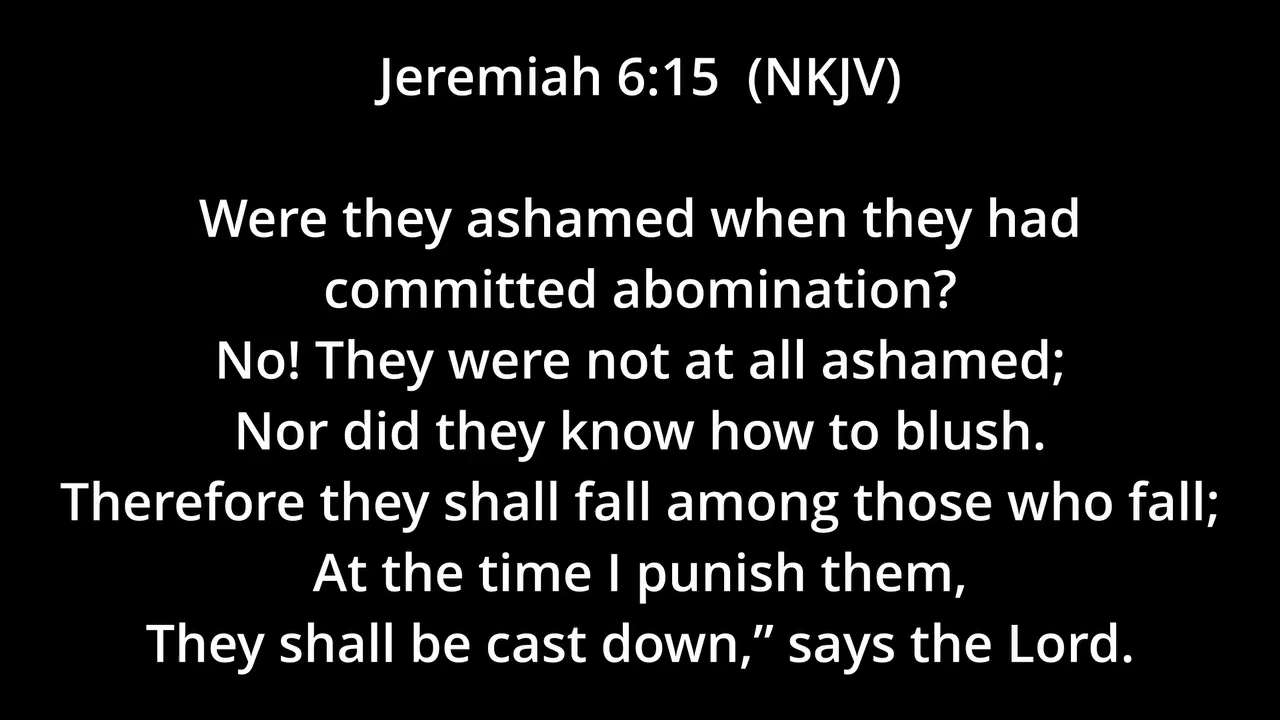 Jeremiah 6:15  (NKJV)
Were they ashamed when they had
committed abomination?
No! They were not at all ashamed;
Nor did they know how to blush.
Therefore they shall fall among those who fall;
At the time I punish them,
They shall be cast down,” says the Lord.